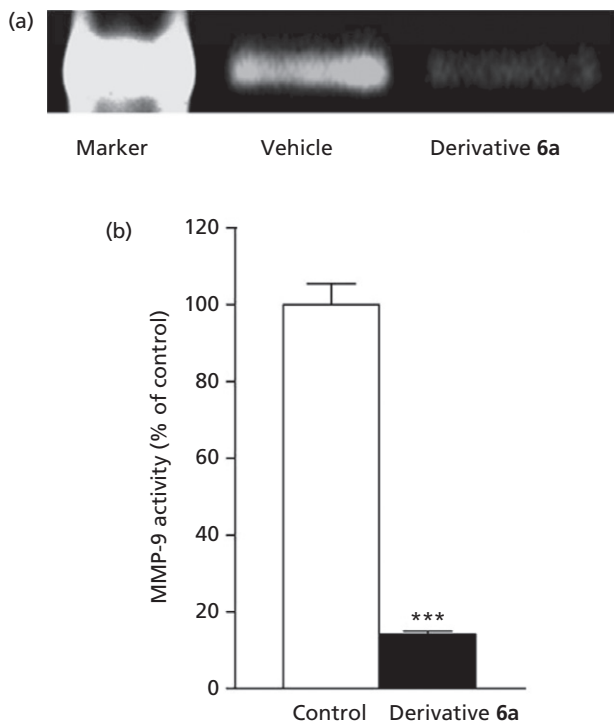 (a)
Marker Vehicle Derivative 6a
(b)
MMP-9 activity (% of control)
120
100
80
60
40
20
0
***
Control Derivative 6a